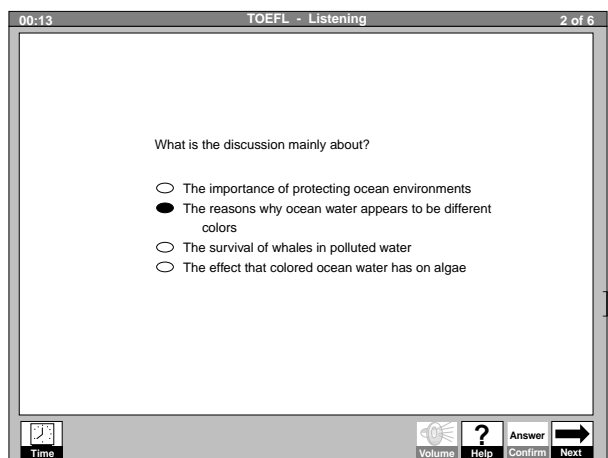 00:13 TOEFL - Listening 2 of 6
What is the discussion mainly about?
The importance of protecting ocean environments
The reasons why ocean water appears to be different
colors
The survival of whales in polluted water
The effect that colored ocean water has on algae
? Answer
Time Volume Help Confirm Next